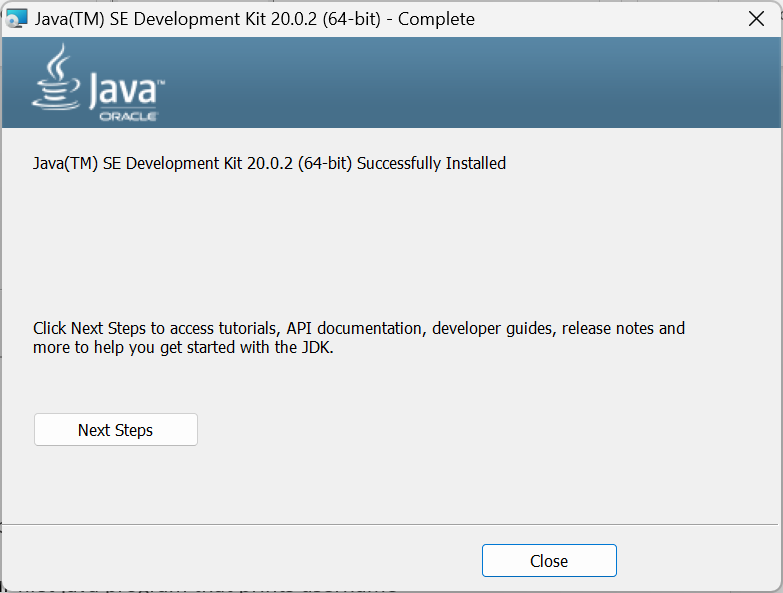 Java(TM) SE Development Kit 20.0.2 (64-bit) - Complete
Java™
ORACLE
Java(TM) SE Development Kit 20.0.2 (64-bit) Successfully Installed
Click Next Steps to access tutorials, API documentation, developer guides, release notes and
more to help you get started with the JDK.
Next Steps
Close